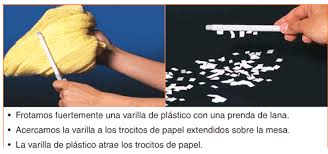 • Frotamos fuertemente una varilla de plástico con una prenda de lana.
• Acercamos la varilla a los trocitos de papel extendidos sobre la mesa.
• La varilla de plástico atrae los trocitos de papel.